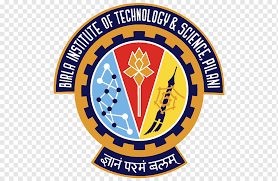 BIRLA INSTITUTE OF TECHNOLOGY & SCIENCE, PILANI
ज्ञानं परमं बलम्